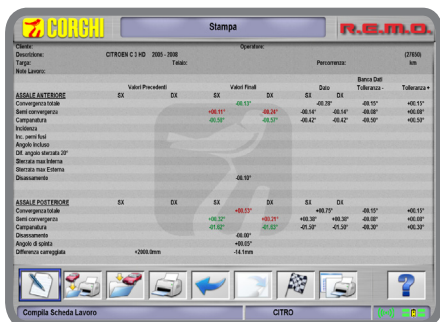 CORGHI
Stampa
R.E.M.O.
Cliente: Operatore:
Descrizione: CITROEN C 3 HD 2005 - 2008 (27650)
Targa: Telaio: Percorrenza: km
Note Lavoro:
Banca Dati
Valori Precedenti Valori Finali Dato Tolleranza - Tolleranza +
ASSALE ANTERIORE SX DX SX DX SX DX
Convergenza totale -00.13° -00.28° -00.15° +00.15°
Semi convergenza +00.11° -00.24° -00.14° -00.14° -00.08° +00.08°
Campanatura -00.50° -00.57° -00.42° -00.42° -00.50° +00.50°
Incidenza
Inc. perni fusi
Angolo incluso
Dif. angolo sterzata 20°
Sterzata max Interna
Sterzata max Esterna
Disassamento -00.10°
ASSALE POSTERIORE SX DX SX DX SX DX
Convergenza totale +00.53° +00.75° -00.15° +00.15°
Semi convergenza +00.32° +00.21° +00.38° +00.38° -00.08° +00.08°
Campanatura -01.92° -01.63° -01.50° -01.50° -00.30° +00.30°
Disassamento -00.00°
Angolo di spinta +00.05°
Differenza carreggiata +2000.0mm -14.1mm
?
Compila Scheda Lavoro CITRO